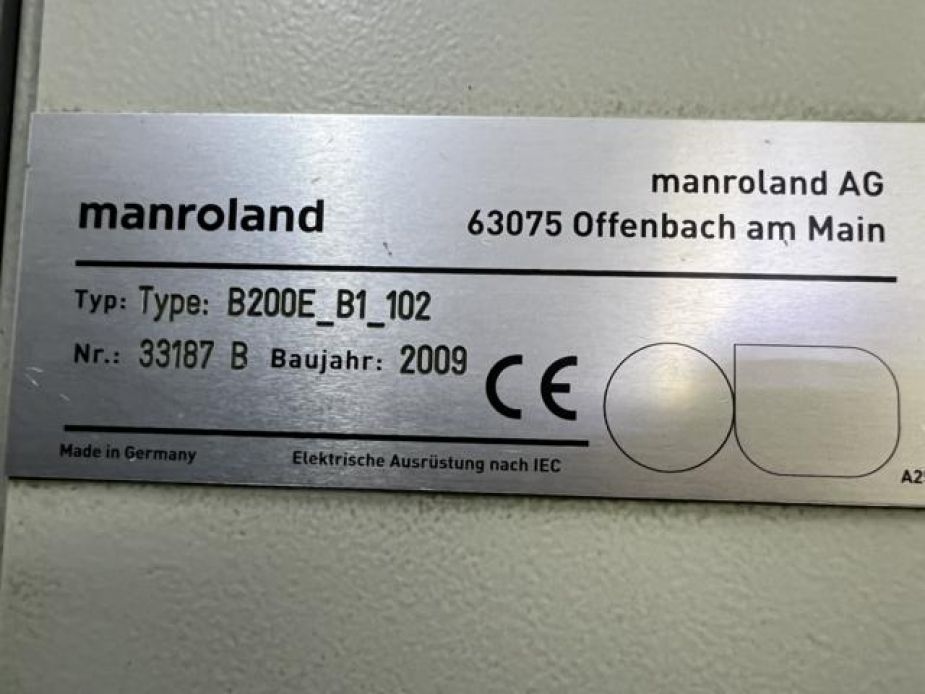 manroland
manroland AG
63075 Offenbach am Main
Typ: Type: B200E_B1_102
Nr.: 33187 B Baujahr: 2009
CE
Made in Germany
Elektrische Ausrüstung nach IEC